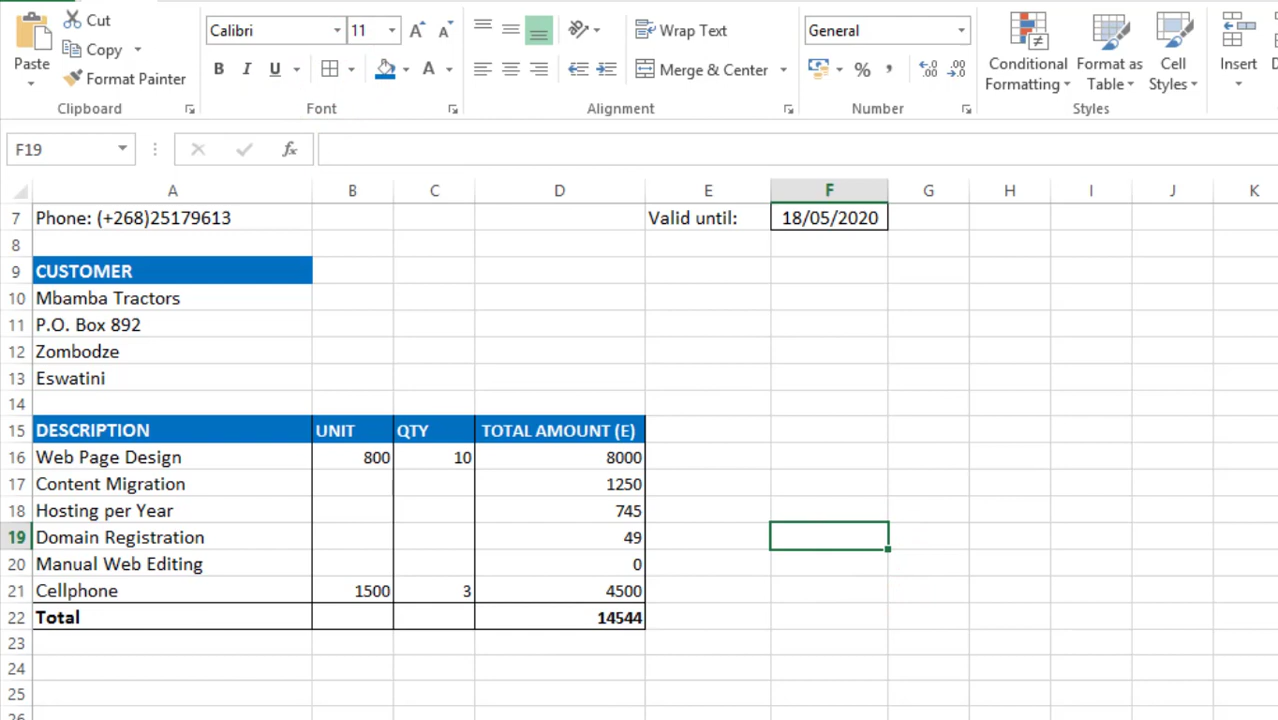 Cut
Copy
Format Painter
Paste
Clipboard
Calibri 11 A A
B I U A
Font
Wrap Text
Merge & Center
Alignment
General
% , .00 .0
Number
Conditional Formatting
Format as Table
Cell Styles
Styles
Insert
F19 fx
A B C D E F G H I J K
7 Phone: (+268)25179613 Valid until: 18/05/2020
8
9 CUSTOMER
10 Mbamba Tractors
11 P.O. Box 892
12 Zombodze
13 Eswatini
14
15 DESCRIPTION UNIT QTY TOTAL AMOUNT (E)
16 Web Page Design 800 10 8000
17 Content Migration 1250
18 Hosting per Year 745
19 Domain Registration 49
20 Manual Web Editing 0
21 Cellphone 1500 3 4500
22 Total 14544
23
24
25